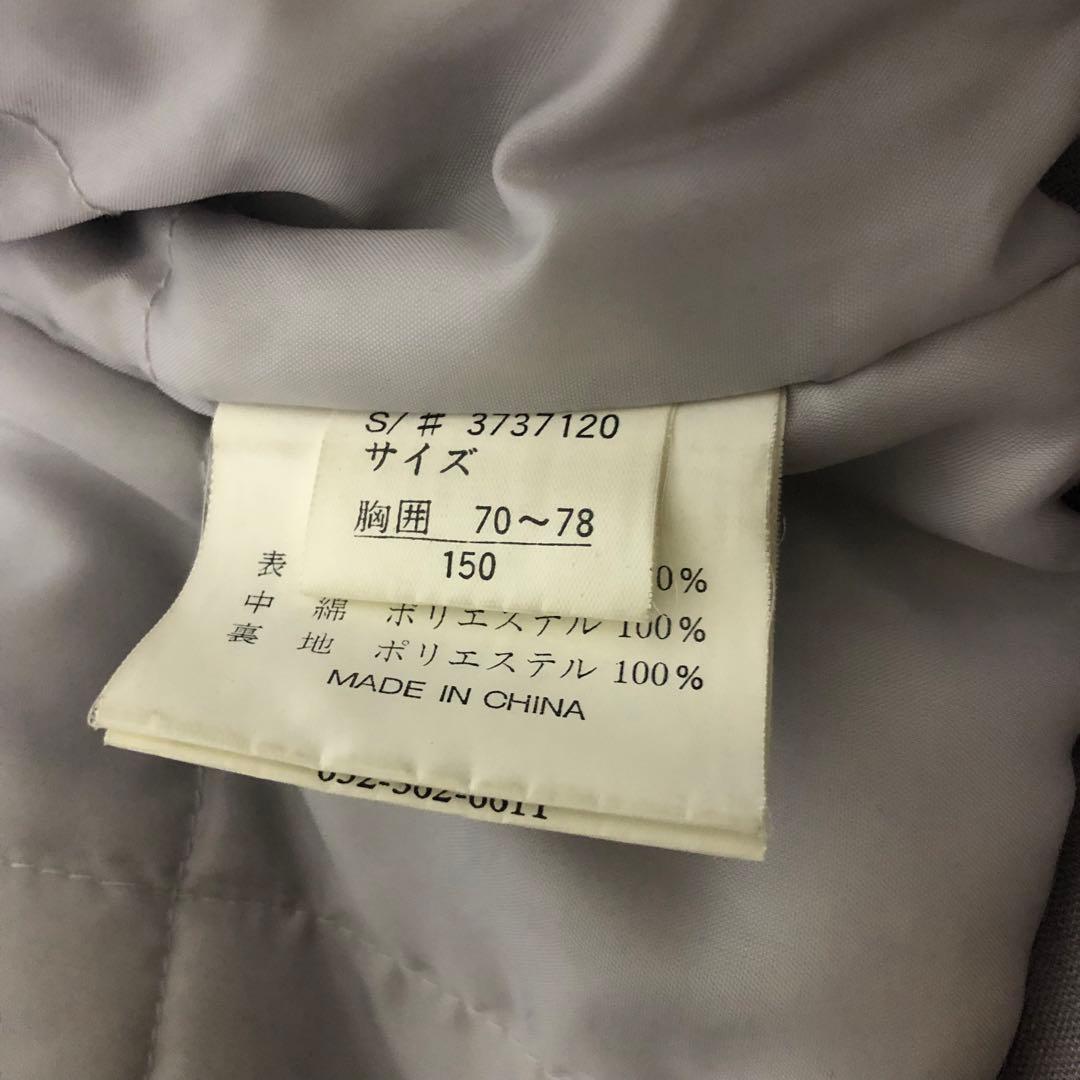 S/# 3737120
サイズ
胸囲 70～78
150
表 0%
中綿 ポリエステル 100%
裏地 ポリエステル 100%
MADE IN CHINA